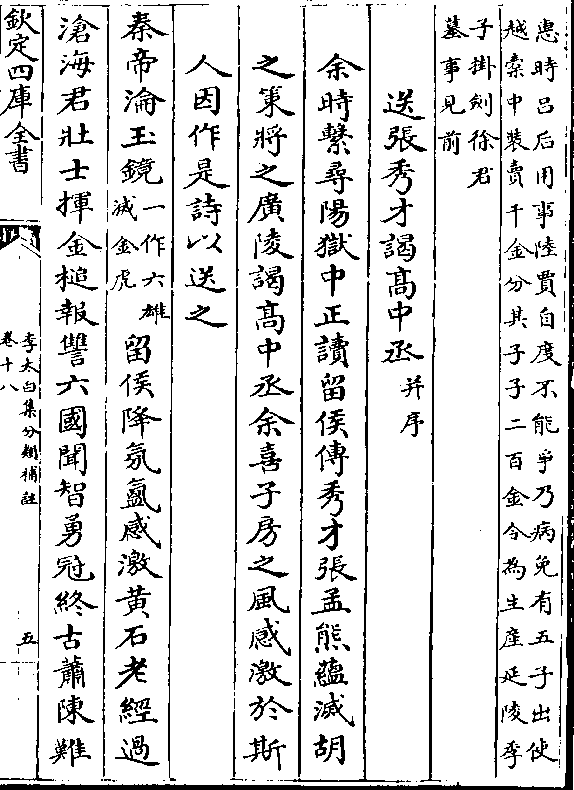 惠時吕后用事陸賈自度不能爭乃病免有五子出使
越槖中裝賣千金分其子子二百金令為生產延陵季
子掛劍徐君
墓事見前
送張秀才謁髙中丞并序
余時繫尋陽獄中正讀留侯傳秀才張孟熊蘊滅胡
之策將之廣陵謁髙中丞余喜子房之風感激於斯
人因作是詩以送之
秦帝淪玉鏡一作六雄滅金虎留侯降氛氲感激黄石老經過
滄海君壯士揮金槌報讐六國聞智勇冠終古蕭陳難
欽定四庫全書
李太白集分類補註
卷十八
五